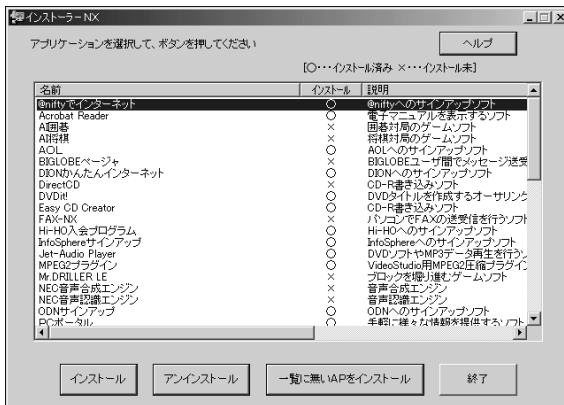 インストーラーNX
アプリケーションを選択して、ボタンを押してください
ヘルプ
[○・・・インストール済み ×・・・インストール未]
名前 インストール 説明
@niftyでインターネット ○ @niftyへのサインアップソフト
Acrobat Reader ○ 電子マニュアルを表示するソフト
AI囲碁 × 囲碁対局のゲームソフト
AI将棋 × 将棋対局のゲームソフト
AOL ○ AOLへのサインアップソフト
BIGLOBEページャ × BIGLOBEユーザ間でメッセージ送受
DIONかんたんインターネット ○ DIONへのサインアップソフト
DirectCD × CD-R書き込みソフト
DVDit! ○ DVDタイトルを作成するオーサリング
Easy CD Creator ○ CD-R書き込みソフト
FAX-NX × パソコンでFAXの送受信を行うソフト
Hi-HO入会プログラム ○ Hi-HOへのサインアップソフト
InfoSphereサインアップ ○ InfoSphereへのサインアップソフト
Jet-Audio Player ○ DVDソフトやMP3データ再生を行う
MPEG2プラグイン ○ VideoStudio用MPEG2圧縮プラグイン
Mr.DRILLER LE × ブロックを掘り進むゲームソフト
NEC音声合成エンジン × 音声合成エンジン
NEC音声認識エンジン × 音声認識エンジン
ODNサインアップ ○ ODNへのサインアップソフト
PCポータル ○ 手軽に様々な情報を提供するソフト
インストール アンインストール 一覧に無いAPをインストール 終了